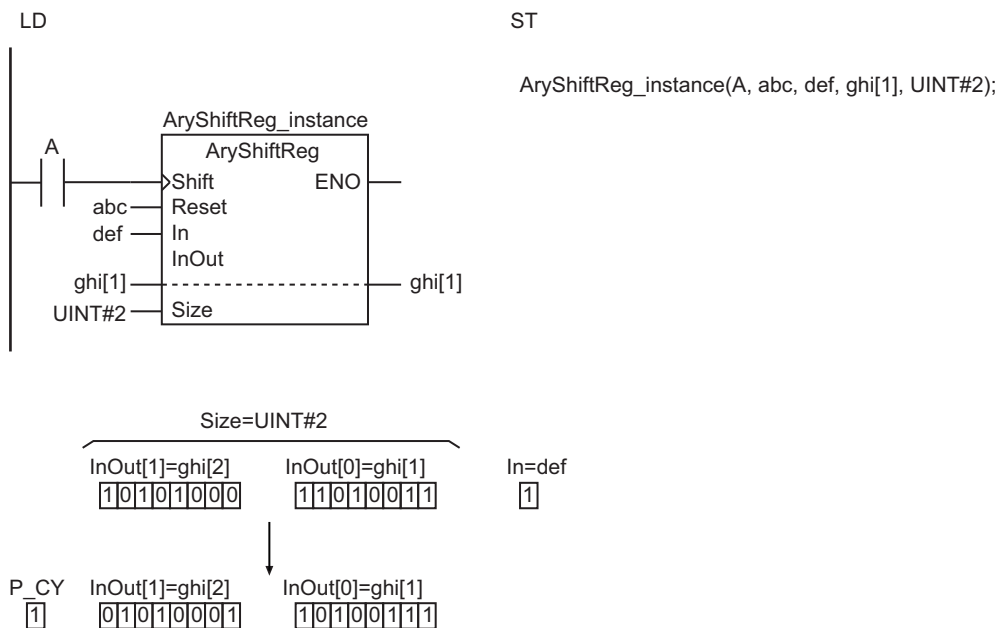 LD
ST
AryShiftReg_instance(A, abc, def, ghi[1], UINT#2);
AryShiftReg_instance
A
AryShiftReg
Shift ENO
abc Reset
def In
InOut
ghi[1] ghi[1]
UINT#2 Size
Size=UINT#2
InOut[1]=ghi[2] InOut[0]=ghi[1] In=def
10101000 11010011 1
P_CY InOut[1]=ghi[2] InOut[0]=ghi[1]
1 01010001 10100111